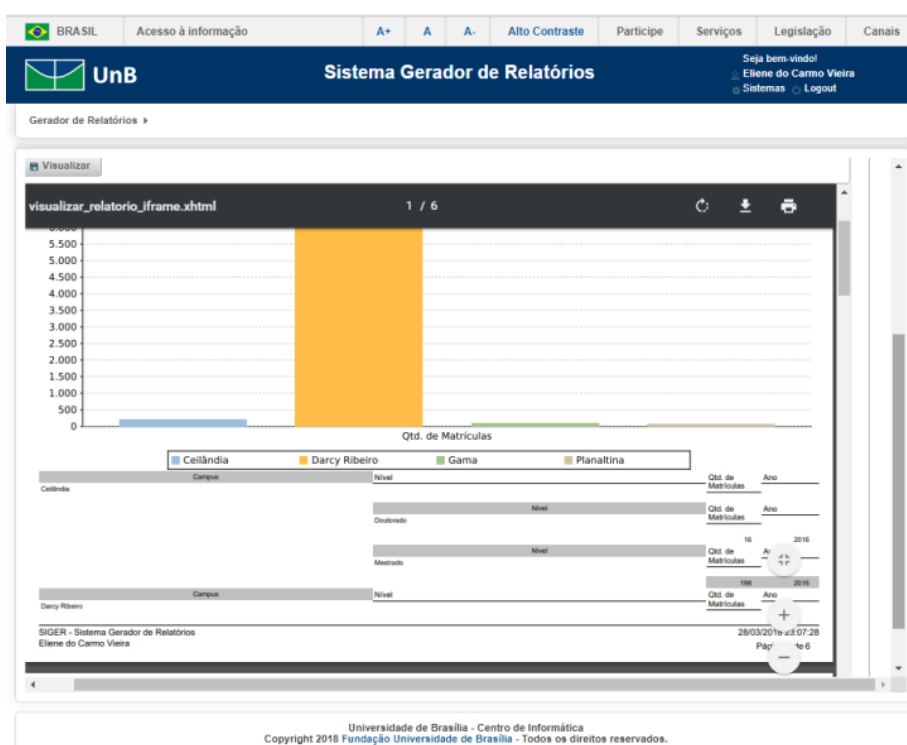 BRASIL Acesso à informação A+ A A- Alto Contraste Participe Serviços Legislação Canais
UnB Sistema Gerador de Relatórios
Seja bem-vindo!
Eliene do Carmo Vieira
Sistemas Logout
Gerador de Relatórios
Visualizar
visualizar_relatorio_iframe.xhtml 1 / 6
6.000
5.500
5.000
4.500
4.000
3.500
3.000
2.500
2.000
1.500
1.000
500
0
Qtd. de Matrículas
Ceilândia Darcy Ribeiro Gama Planaltina
Campus Nível Qtd. de Matrículas Ano
Ceilândia
Nível Qtd. de Matrículas Ano
Doutorado
16 2016
Nível Qtd. de Matrículas
Mestrado
198 2016
Campus Nível Qtd. de Matrículas Ano
Darcy Ribeiro
SIGER - Sistema Gerador de Relatórios 28/03/2018 23:07:28
Eliene do Carmo Vieira de 6
Universidade de Brasília - Centro de Informática
Copyright 2018 Fundação Universidade de Brasília - Todos os direitos reservados.